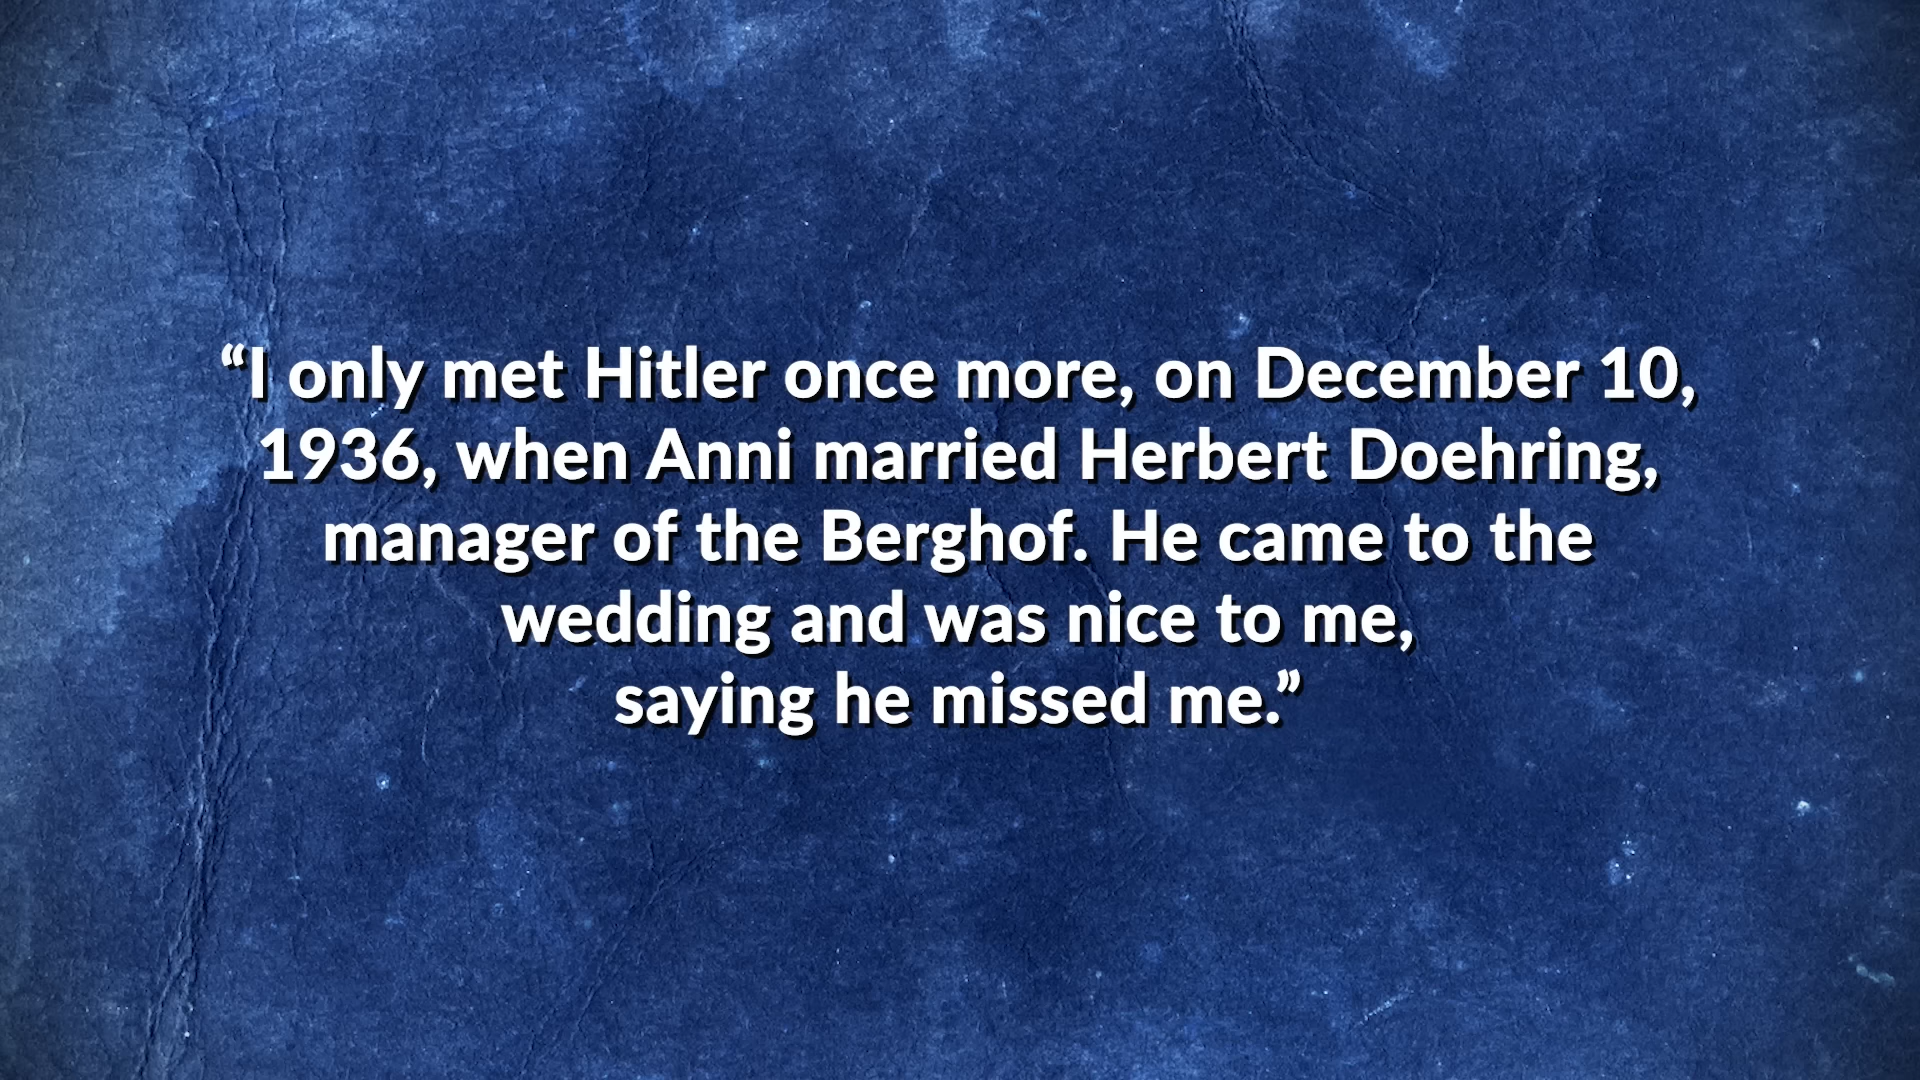 “I only met Hitler once more, on December 10,
1936, when Anni married Herbert Doehring,
manager of the Berghof. He came to the
wedding and was nice to me,
saying he missed me.”